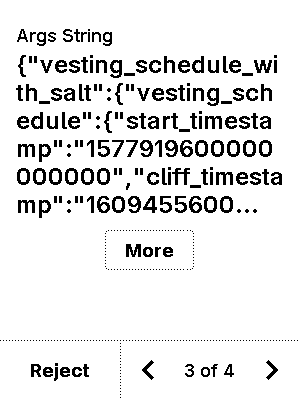 Args String
{"vesting_schedule_wi
th_salt":{"vesting_sch
edule":{"start_timesta
mp":"1577919600000
000000","cliff_timesta
mp":"1609455600...
More
Reject
3 of 4